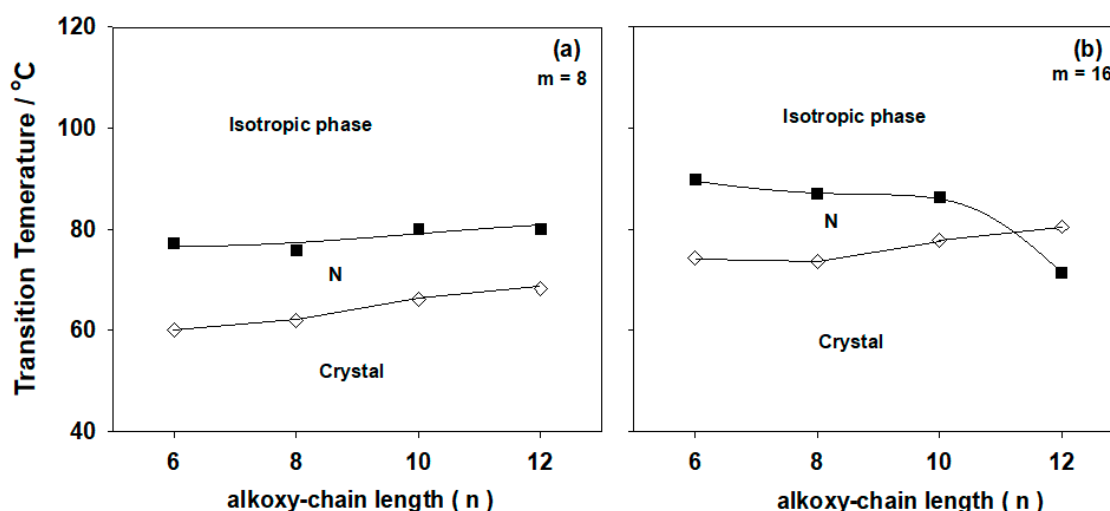 Transition Temerature / °C
120
100
80
60
40
(a)
m = 8
Isotropic phase
N
Crystal
6 8 10 12
alkoxy-chain length ( n )
(b)
m = 16
Isotropic phase
N
Crystal
6 8 10 12
alkoxy-chain length ( n )